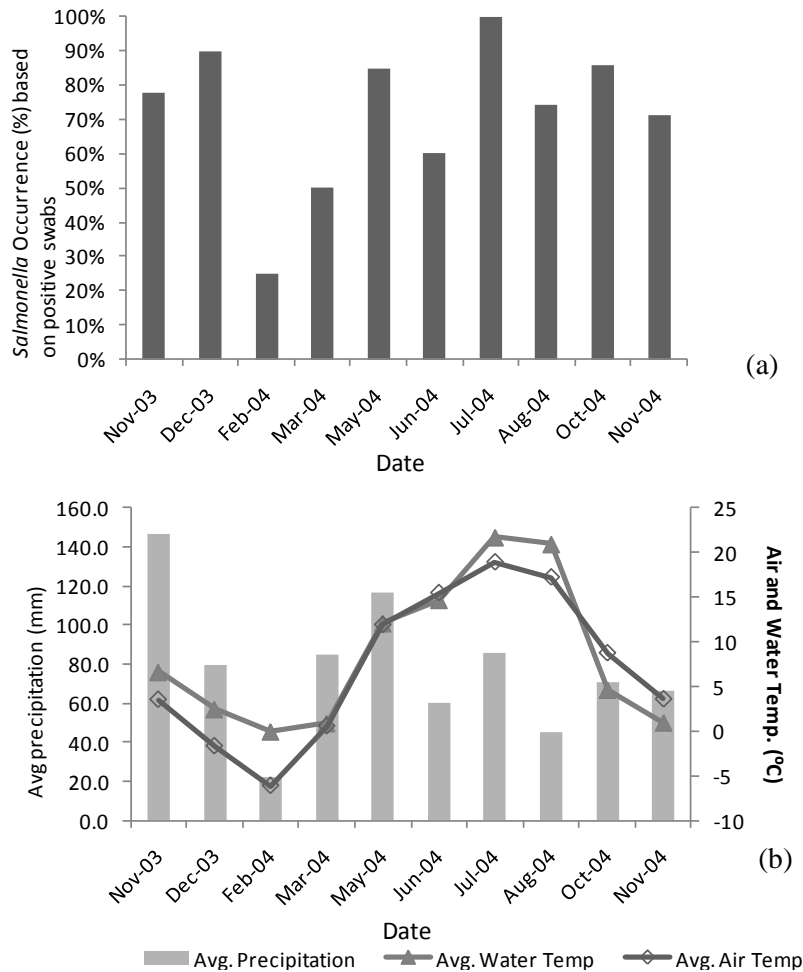 100%
90%
80%
70%
60%
50%
40%
30%
20%
10%
0%
Salmonella Occurrence (%) based
on positive swabs
Nov-03
Dec-03
Feb-04
Mar-04
May-04
Jun-04
Jul-04
Aug-04
Oct-04
Nov-04
Date
(a)
160.0
140.0
120.0
100.0
80.0
60.0
40.0
20.0
0.0
Avg precipitation (mm)
25
20
15
10
5
0
-5
-10
Air and Water Temp. (⁰C)
Nov-03
Dec-03
Feb-04
Mar-04
May-04
Jun-04
Jul-04
Aug-04
Oct-04
Nov-04
Date
(b)
Avg. Precipitation Avg. Water Temp Avg. Air Temp